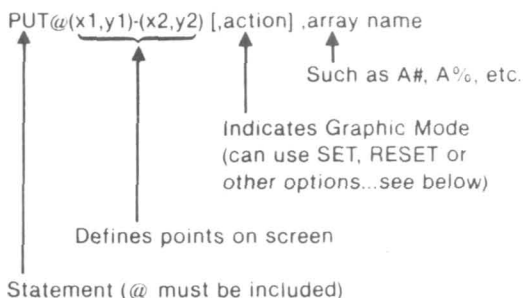 PUT@(x1,y1)-(x2,y2) [,action] ,array name
Such as A#, A%, etc.
Indicates Graphic Mode
(can use SET, RESET or
other options...see below)
Defines points on screen
Statement (@ must be included)